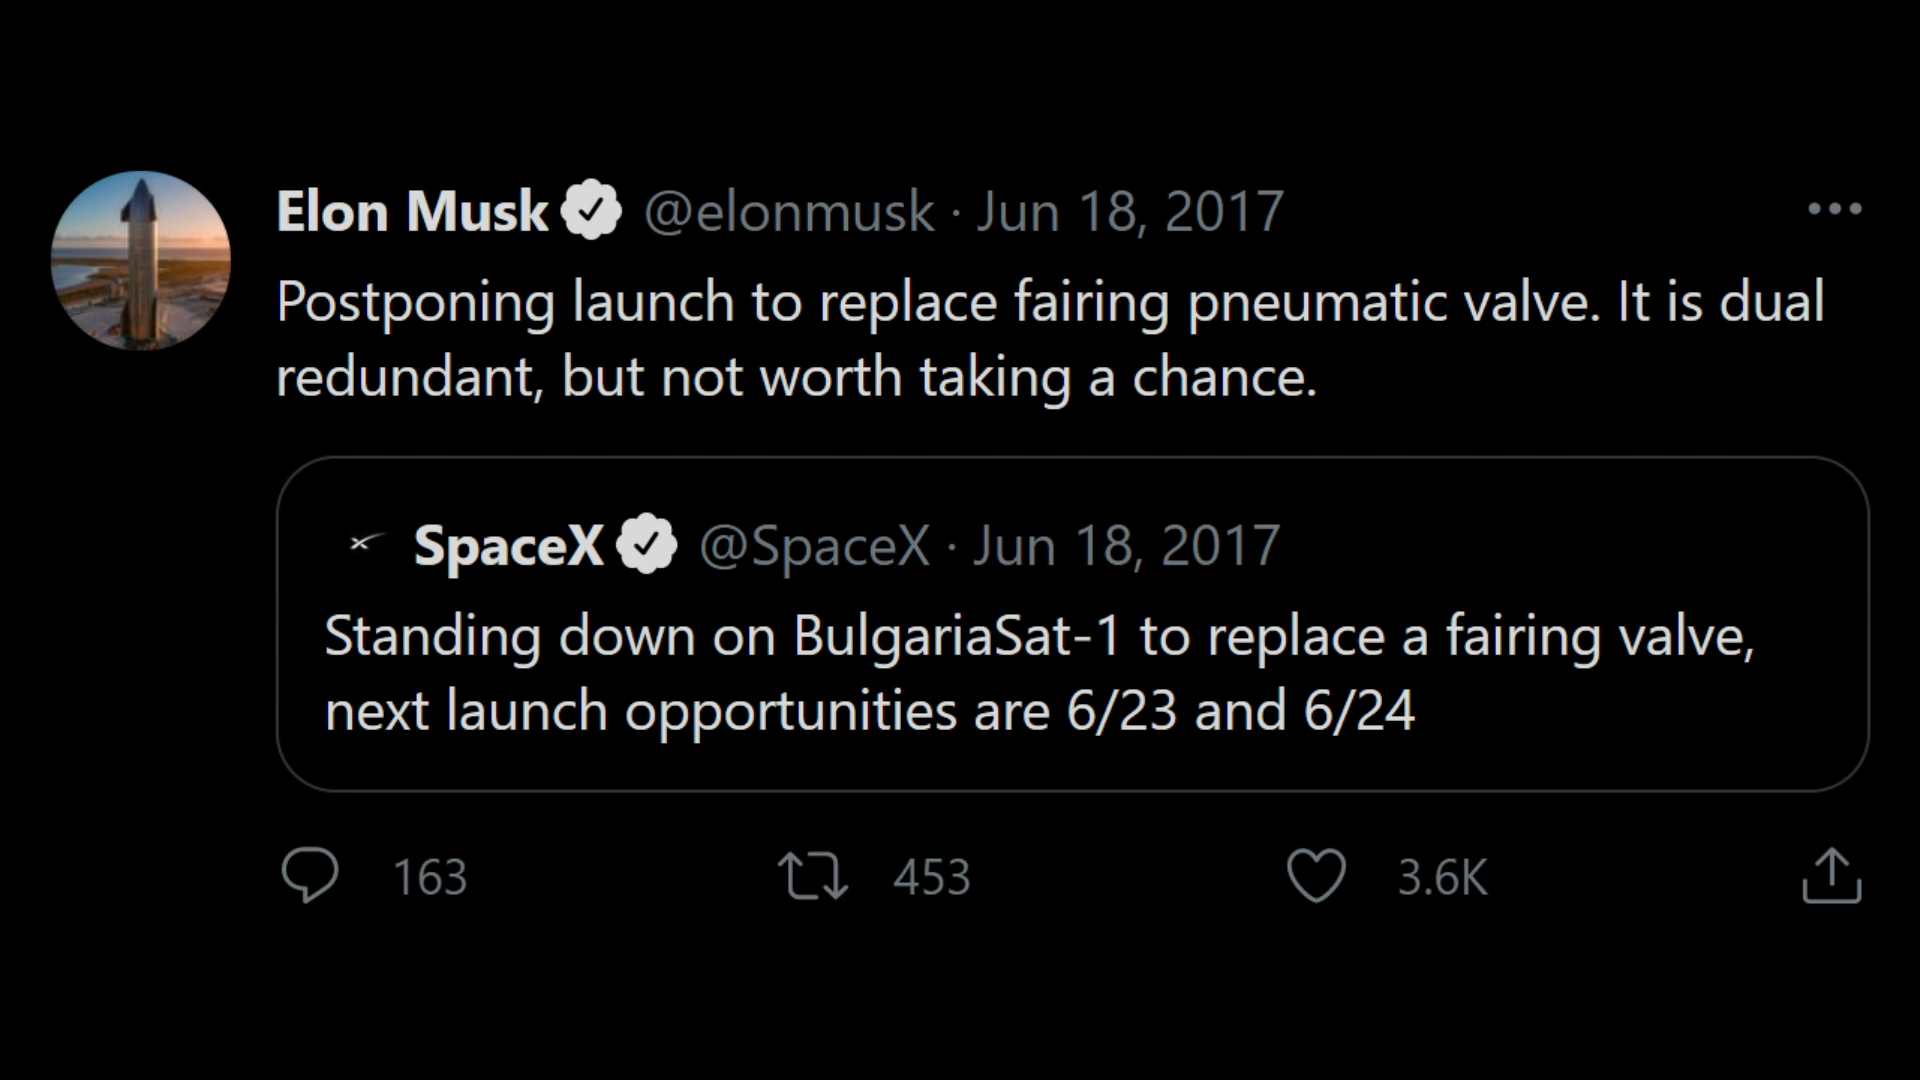 Elon Musk @elonmusk · Jun 18, 2017
Postponing launch to replace fairing pneumatic valve. It is dual
redundant, but not worth taking a chance.
SpaceX @SpaceX · Jun 18, 2017
Standing down on BulgariaSat-1 to replace a fairing valve,
next launch opportunities are 6/23 and 6/24
163 453 3.6K